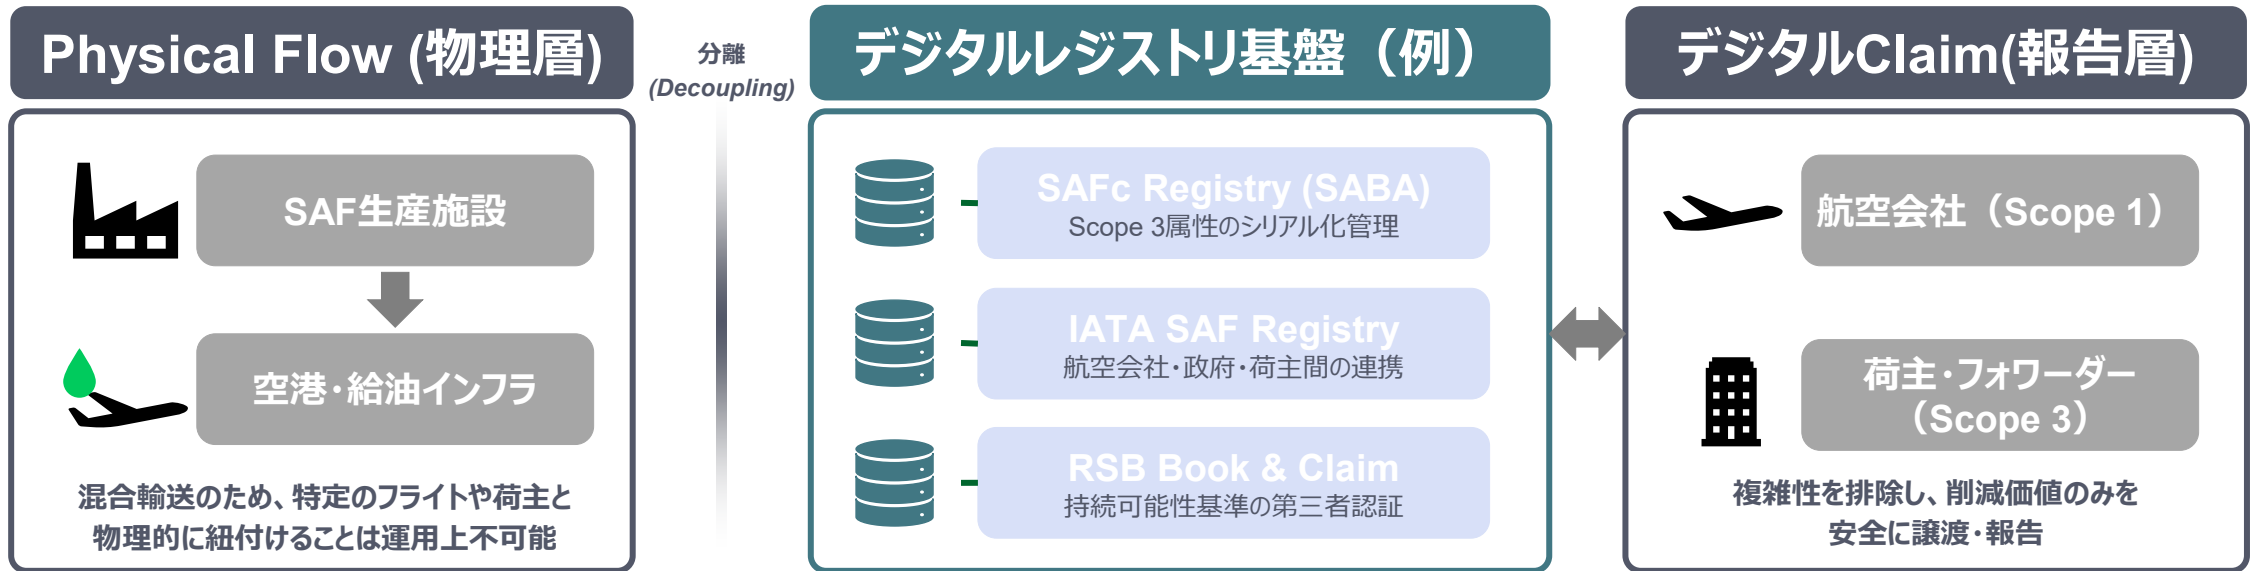 Physical Flow (物理層)
SAF生産施設
空港・給油インフラ
混合輸送のため、特定のフライトや荷主と
物理的に紐付けることは運用上不可能
分離
(Decoupling)
デジタルレジストリ基盤（例）
SAFc Registry (SABA)
Scope 3属性のシリアル化管理
IATA SAF Registry
航空会社・政府・荷主間の連携
RSB Book & Claim
持続可能性基準の第三者認証
デジタルClaim(報告層)
航空会社（Scope 1）
荷主・フォワーダー
（Scope 3）
複雑性を排除し、削減価値のみを
安全に譲渡・報告